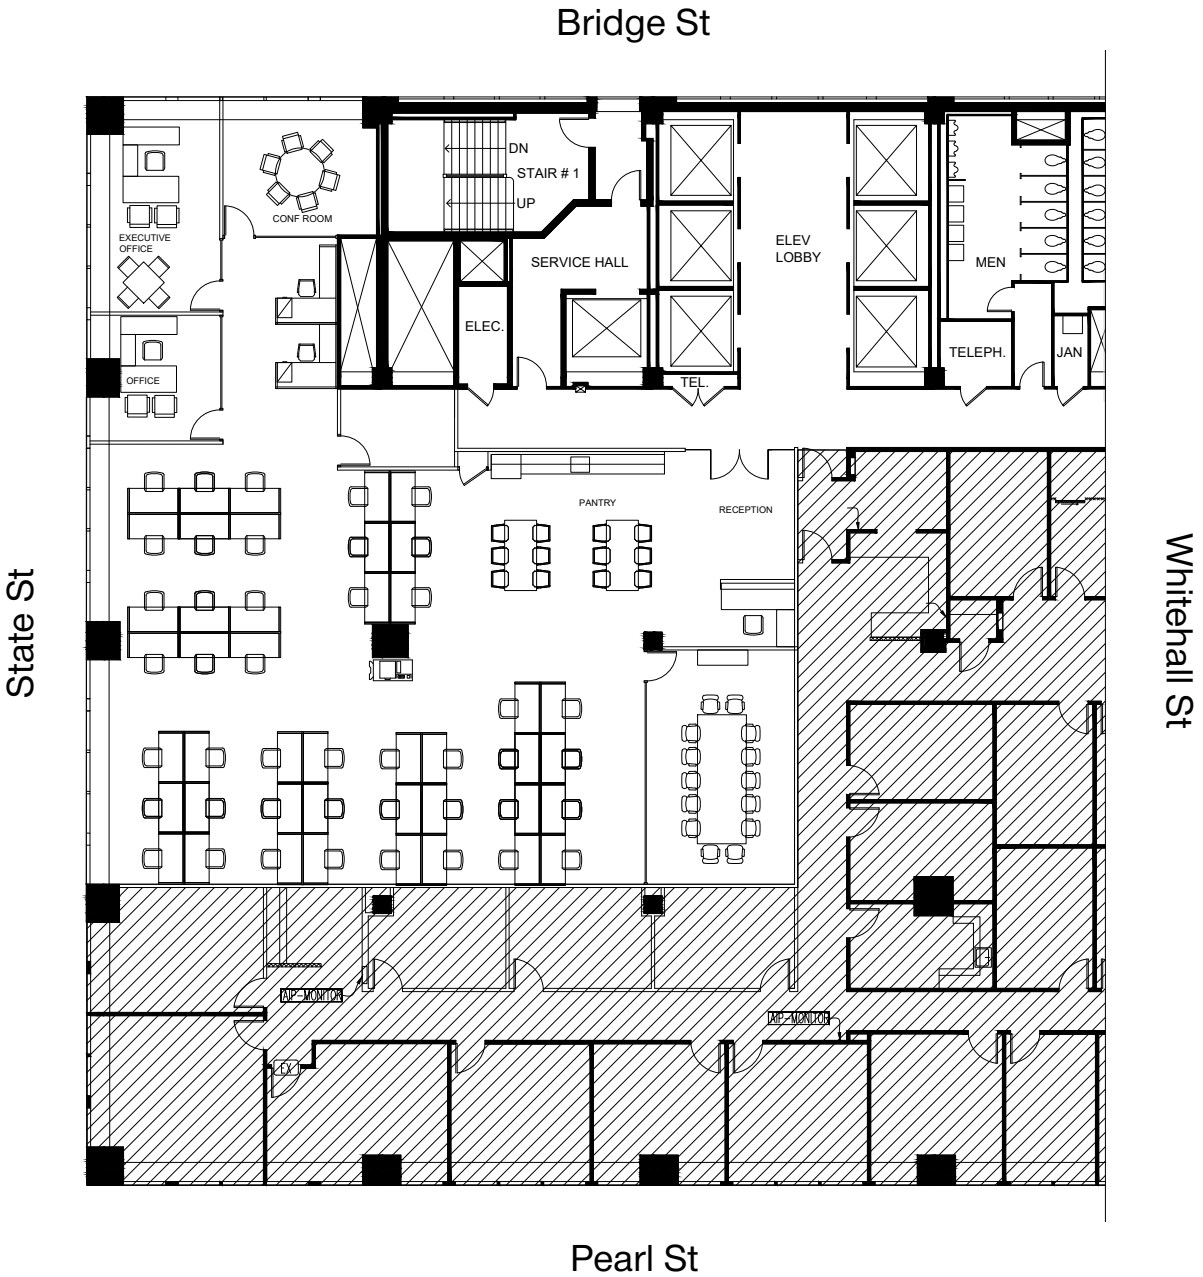 Bridge St
DN
STAIR # 1
UP
CONF ROOM
EXECUTIVE
OFFICE
ELEV
LOBBY
SERVICE HALL
MEN
ELEC.
TELEPH.
JAN
OFFICE
TEL.
PANTRY
RECEPTION
State St
Whitehall St
AIP-MONITOR
AIP-MONITOR
EX
Pearl St